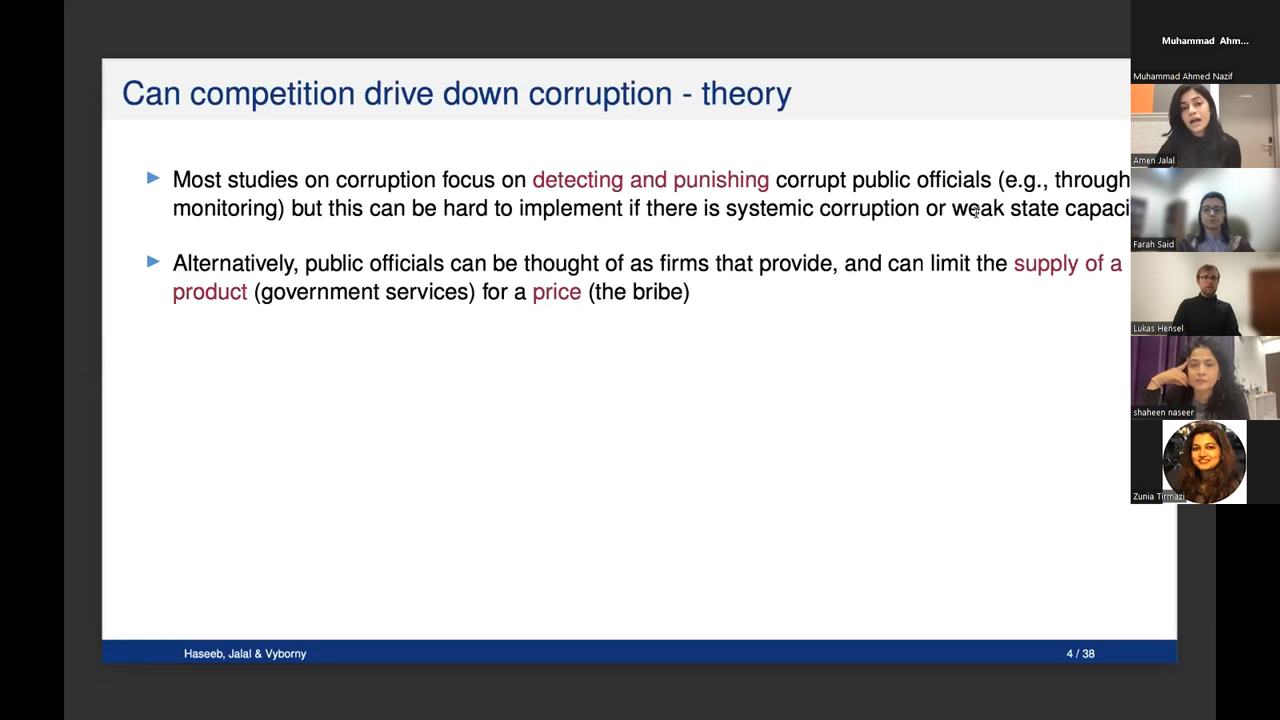 Can competition drive down corruption - theory
Most studies on corruption focus on detecting and punishing corrupt public officials (e.g., through
monitoring) but this can be hard to implement if there is systemic corruption or weak state capaci
Alternatively, public officials can be thought of as firms that provide, and can limit the supply of a
product (government services) for a price (the bribe)
Haseeb, Jalal & Vyborny
4 / 38
Muhammad Ahm...
Muhammad Ahmed Nazif
Amen Jalal
Farah Said
Lukas Hensel
shaheen naseer
Zunia Tirmazi